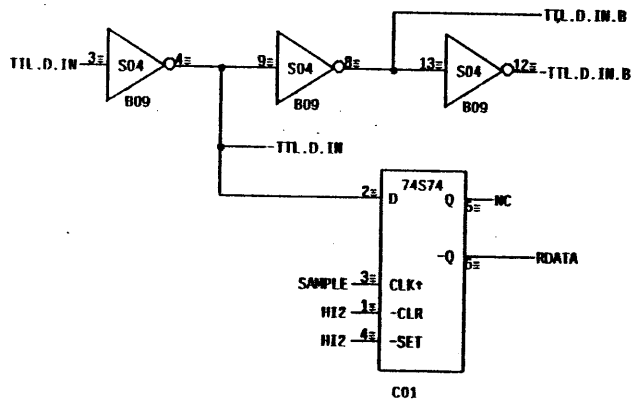 TTL.D.IN.B
TTL.D.IN 3 S04 4 9 S04 8 13 S04 12 -TTL.D.IN.B
B09 B09 B09
-TTL.D.IN
74S74
2 D Q 5 NC
-Q 6 RDATA
SAMPLE 3 CLK↑
HI2 1 -CLR
HI2 4 -SET
C01